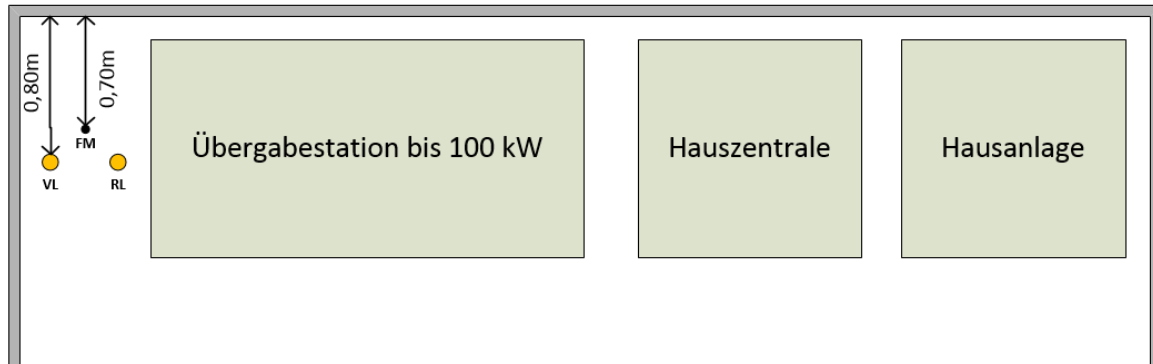 0,80m
0,70m
FM
VL
RL
Übergabestation bis 100 kW
Hauszentrale
Hausanlage